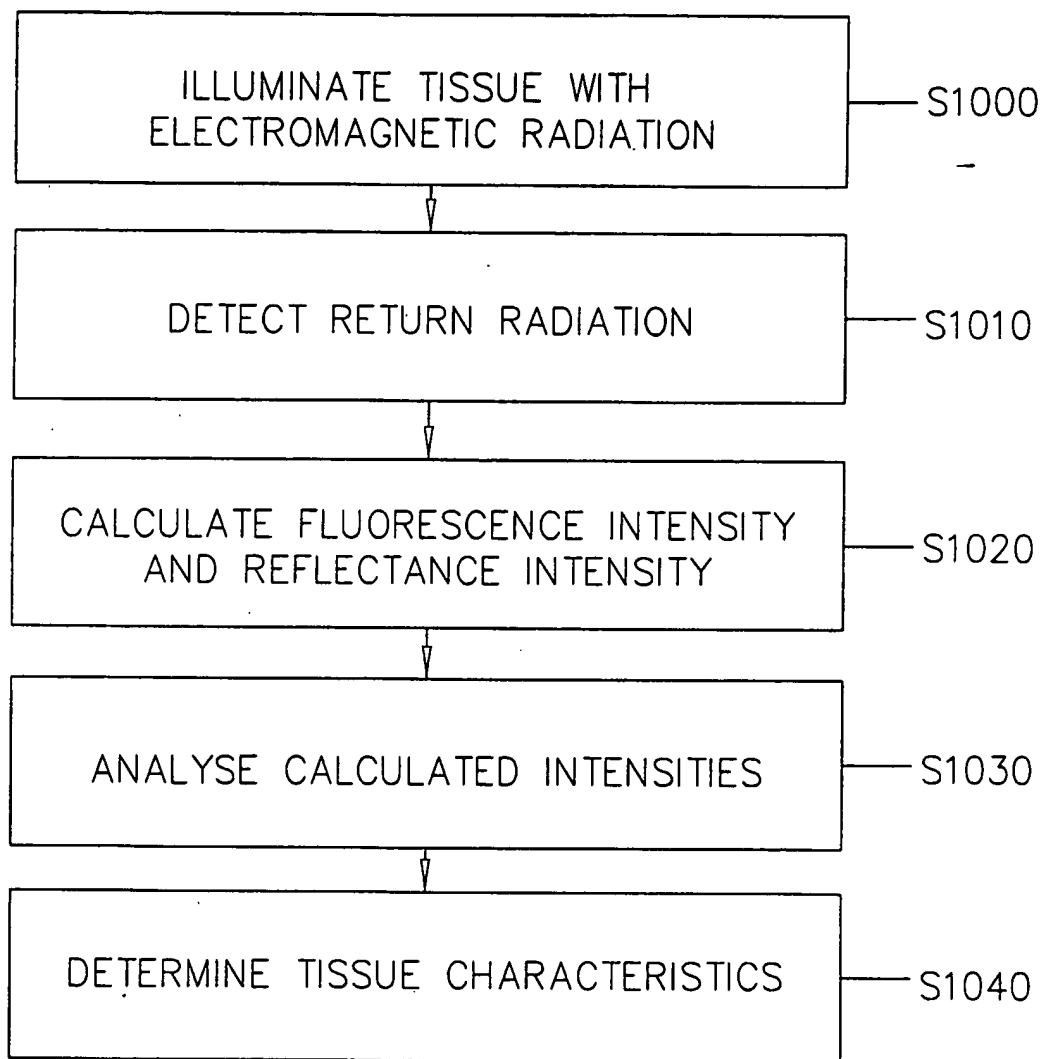 ILLUMINATE TISSUE WITH
ELECTROMAGNETIC RADIATION
S1000
DETECT RETURN RADIATION
S1010
CALCULATE FLUORESCENCE INTENSITY
AND REFLECTANCE INTENSITY
S1020
ANALYSE CALCULATED INTENSITIES
S1030
DETERMINE TISSUE CHARACTERISTICS
S1040